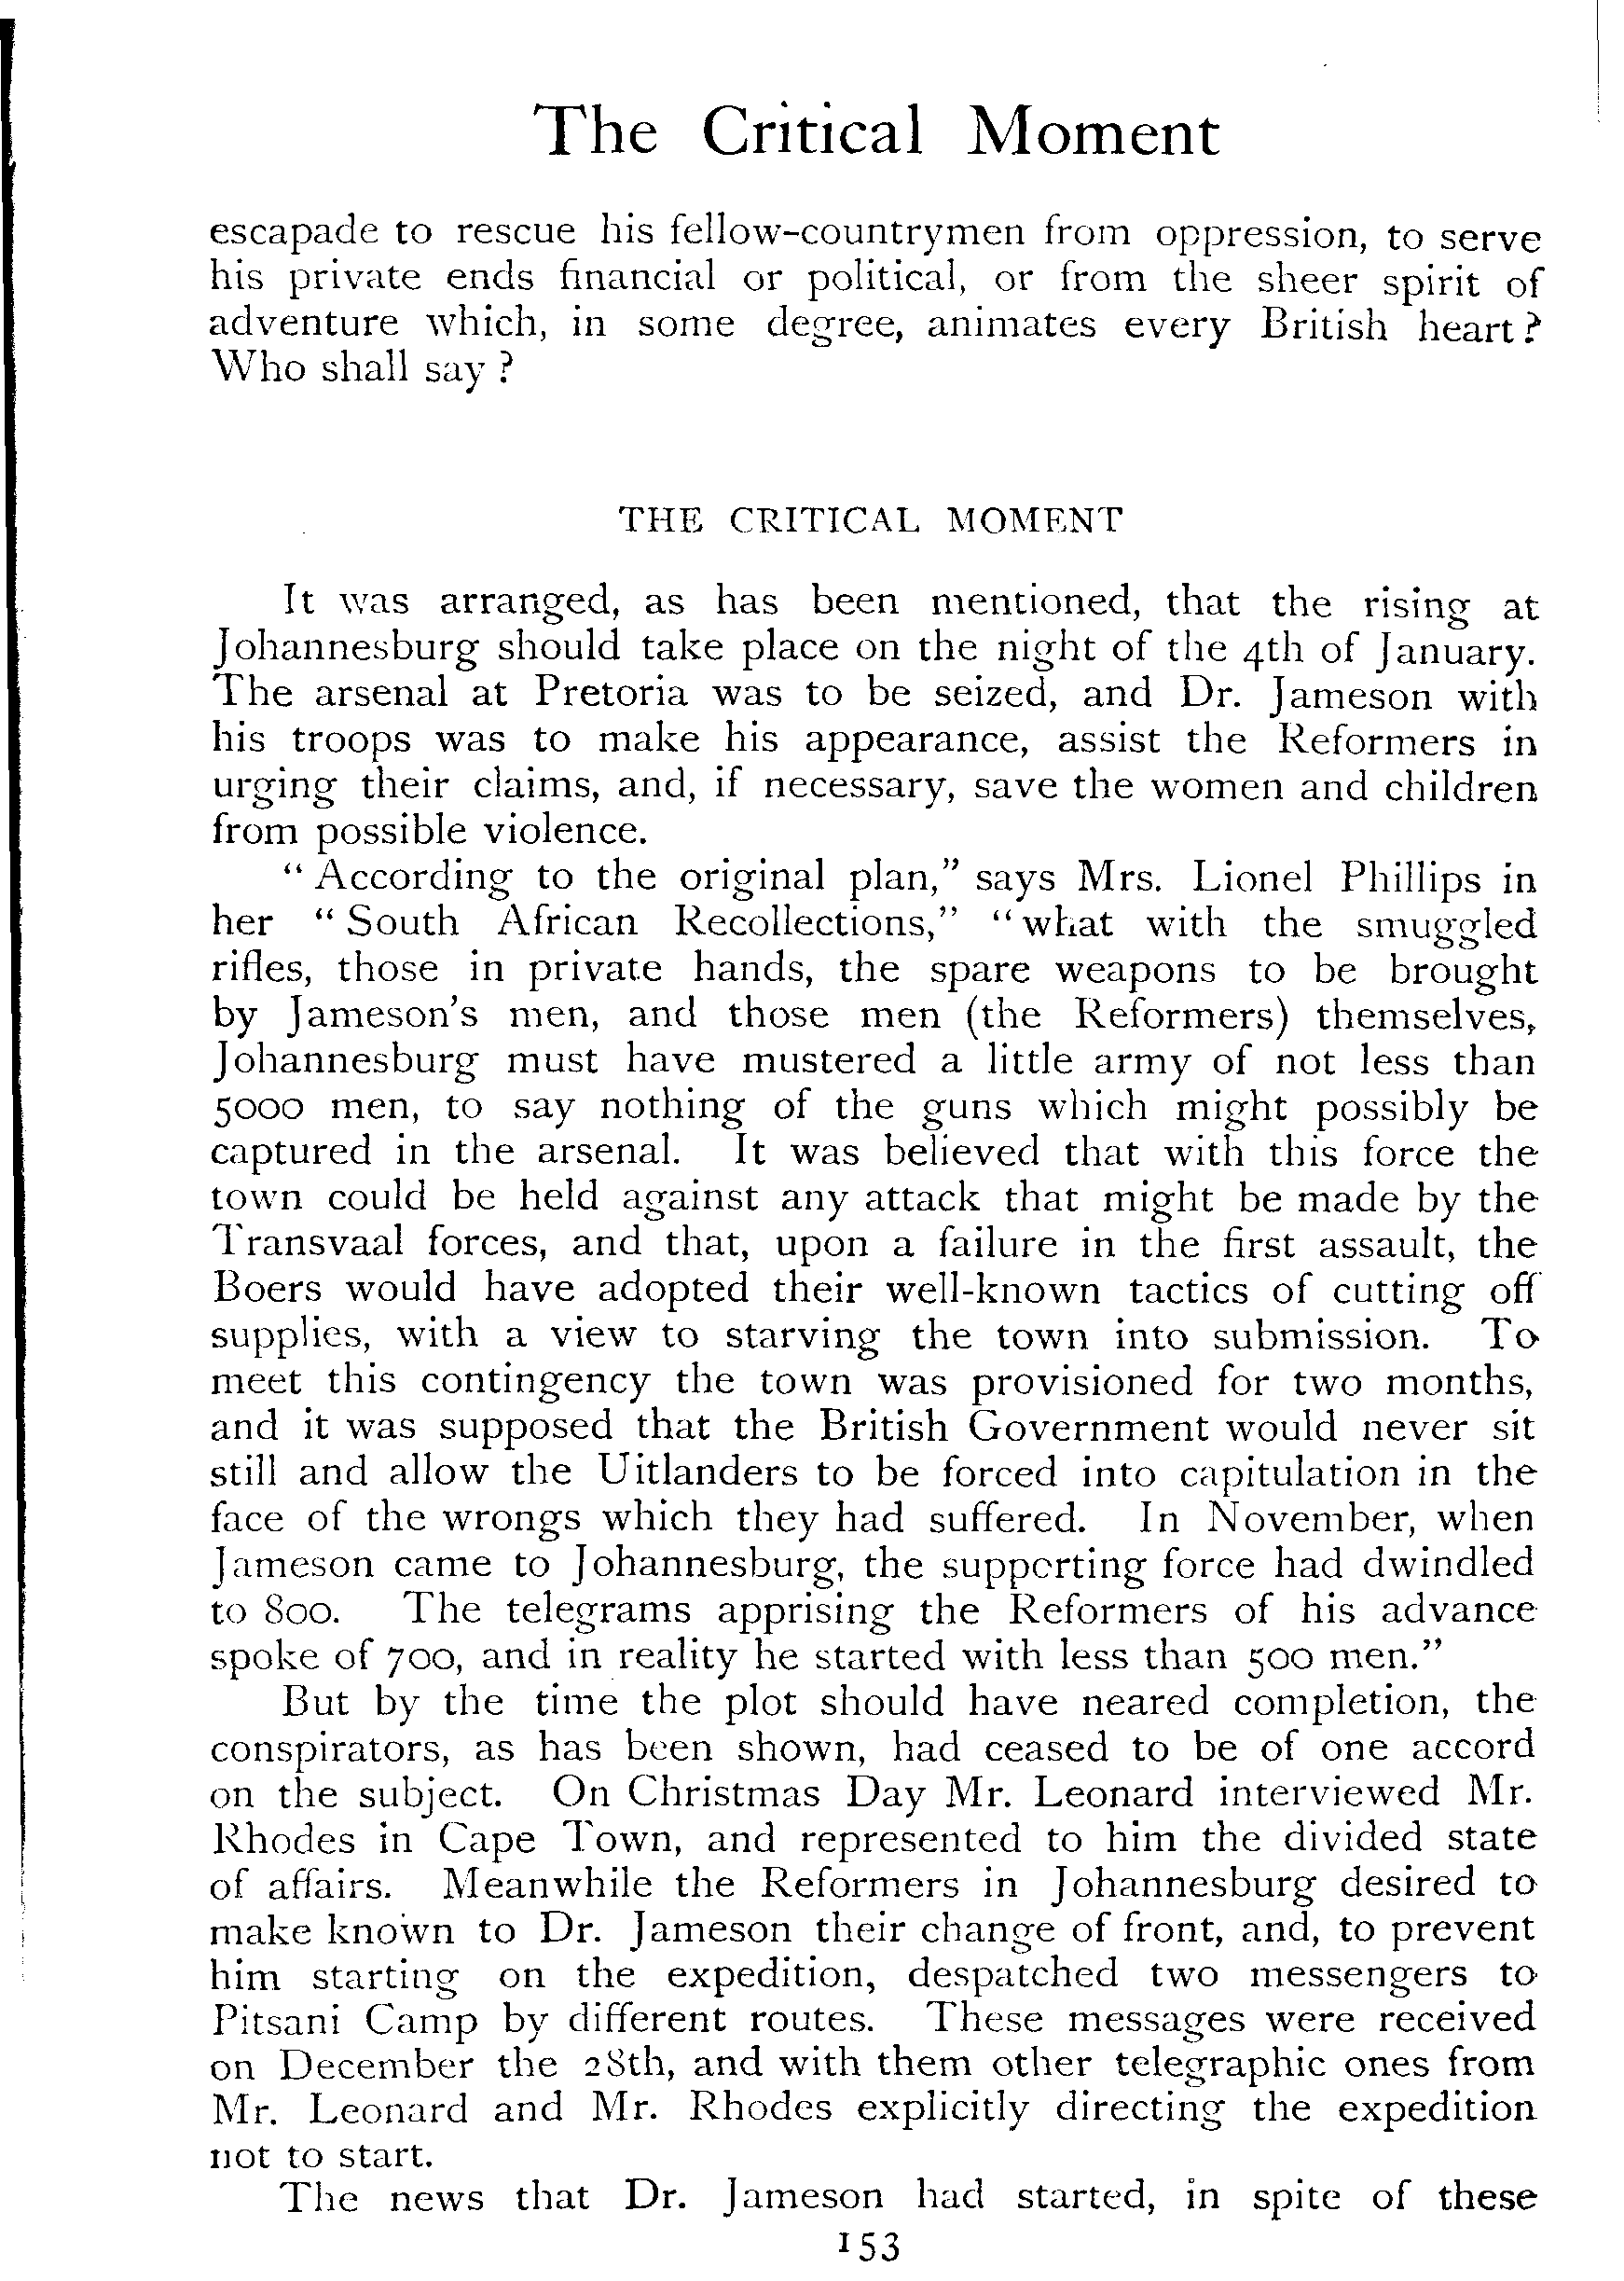 The Critical Moment
escapade to rescue his fellow-countrymen from oppression, to serve
his private ends financial or political, or from the sheer spirit of
adventure which, in some degree, animates every British heart?
Who shall say?
THE CRITICAL MOMENT
It was arranged, as has been mentioned, that the rising at
Johannesburg should take place on the night of the 4th of January.
The arsenal at Pretoria was to be seized, and Dr. Jameson with
his troops was to make his appearance, assist the Reformers in
urging their claims, and, if necessary, save the women and children
from possible violence.
“According to the original plan,” says Mrs. Lionel Phillips in
her “South African Recollections,” “what with the smuggled
rifles, those in private hands, the spare weapons to be brought
by Jameson's men, and those men (the Reformers) themselves,
Johannesburg must have mustered a little army of not less than
5000 men, to say nothing of the guns which might possibly be
captured in the arsenal. It was believed that with this force the
town could be held against any attack that might be made by the
Transvaal forces, and that, upon a failure in the first assault, the
Boers would have adopted their well-known tactics of cutting off
supplies, with a view to starving the town into submission. To
meet this contingency the town was provisioned for two months,
and it was supposed that the British Government would never sit
still and allow the Uitlanders to be forced into capitulation in the
face of the wrongs which they had suffered. In November, when
Jameson came to Johannesburg, the supporting force had dwindled
to 800. The telegrams apprising the Reformers of his advance
spoke of 700, and in reality he started with less than 500 men.”
But by the time the plot should have neared completion, the
conspirators, as has been shown, had ceased to be of one accord
on the subject. On Christmas Day Mr. Leonard interviewed Mr.
Rhodes in Cape Town, and represented to him the divided state
of affairs. Meanwhile the Reformers in Johannesburg desired to
make known to Dr. Jameson their change of front, and, to prevent
him starting on the expedition, despatched two messengers to
Pitsani Camp by different routes. These messages were received
on December the 28th, and with them other telegraphic ones from
Mr. Leonard and Mr. Rhodes explicitly directing the expedition
not to start.
The news that Dr. Jameson had started, in spite of these
153